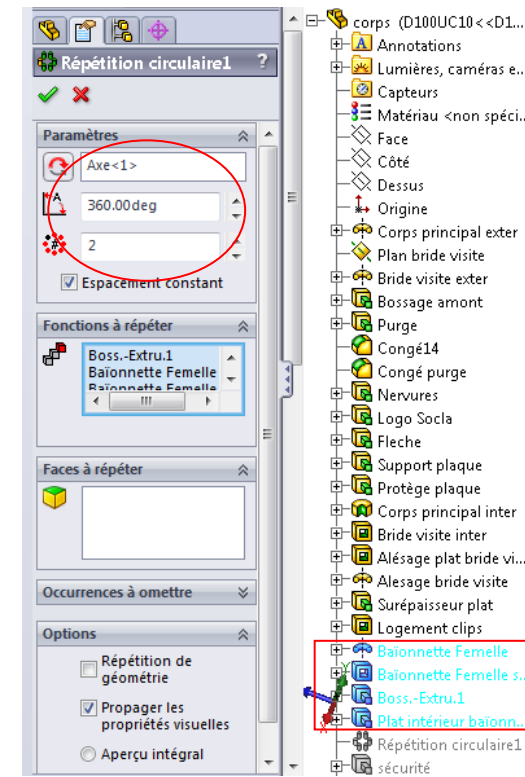 Répétition circulaire1 ?
Paramètres
Axe<1>
360.00deg
2
Espacement constant
Fonctions à répéter
Boss.-Extru.1
Baïonnette Femelle
Baïonnette Femelle
Faces à répéter
Occurrences à omettre
Options
Répétition de
géométrie
Propager les
propriétés visuelles
Aperçu intégral
corps (D100UC10<<D1...
Annotations
Lumières, caméras e...
Capteurs
Matériau <non spéci...
Face
Côté
Dessus
Origine
Corps principal exter
Plan bride visite
Bride visite exter
Bossage amont
Purge
Congé14
Congé purge
Nervures
Logo Socla
Fleche
Support plaque
Protège plaque
Corps principal inter
Bride visite inter
Alésage plat bride vi...
Alesage bride visite
Surépaisseur plat
Logement clips
Baïonnette Femelle
Baïonnette Femelle s...
Boss.-Extru.1
Plat intérieur baïonn...
Répétition circulaire1
sécurité